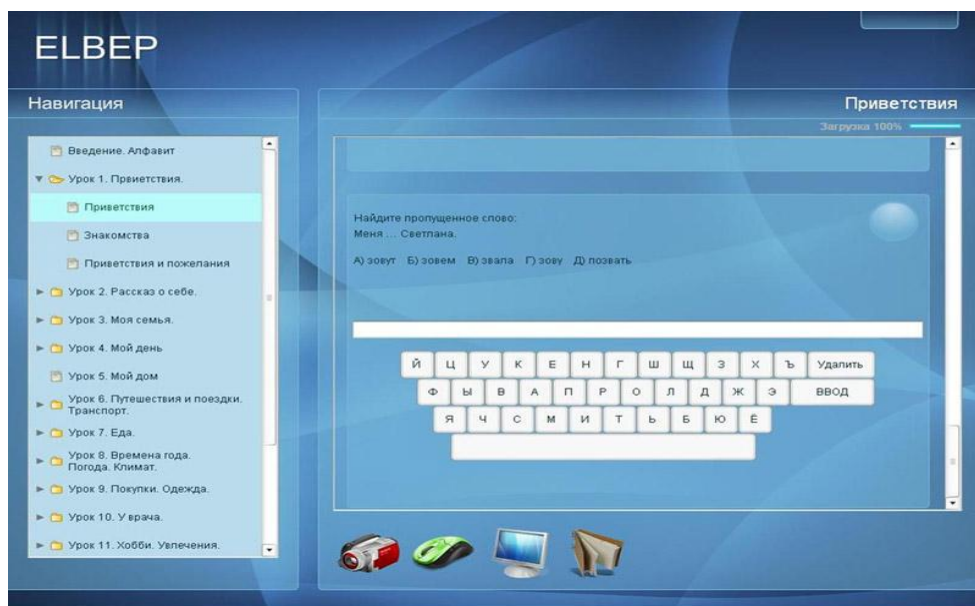 ELBEP
Навигация
Приветствия
Загрузка 100%
Введение. Алфавит
Урок 1. Првиетствия.
Приветствия
Знакомства
Приветствия и пожелания
Урок 2. Рассказ о себе.
Урок 3. Моя семья.
Урок 4. Мой день
Урок 5. Мой дом
Урок 6. Путешествия и поездки.
Транспорт.
Урок 7. Еда.
Урок 8. Времена года.
Погода. Климат.
Урок 9. Покупки. Одежда.
Урок 10. У врача.
Урок 11. Хобби. Увлечения.
Найдите пропущенное слово:
Меня ... Светлана.
А) зовут Б) зовем В) звала Г) зову Д) позвать
Й Ц У К Е Н Г Ш Щ З Х Ъ Удалить
Ф Ы В А П Р О Л Д Ж Э ВВОД
Я Ч С М И Т Ь Б Ю Ё